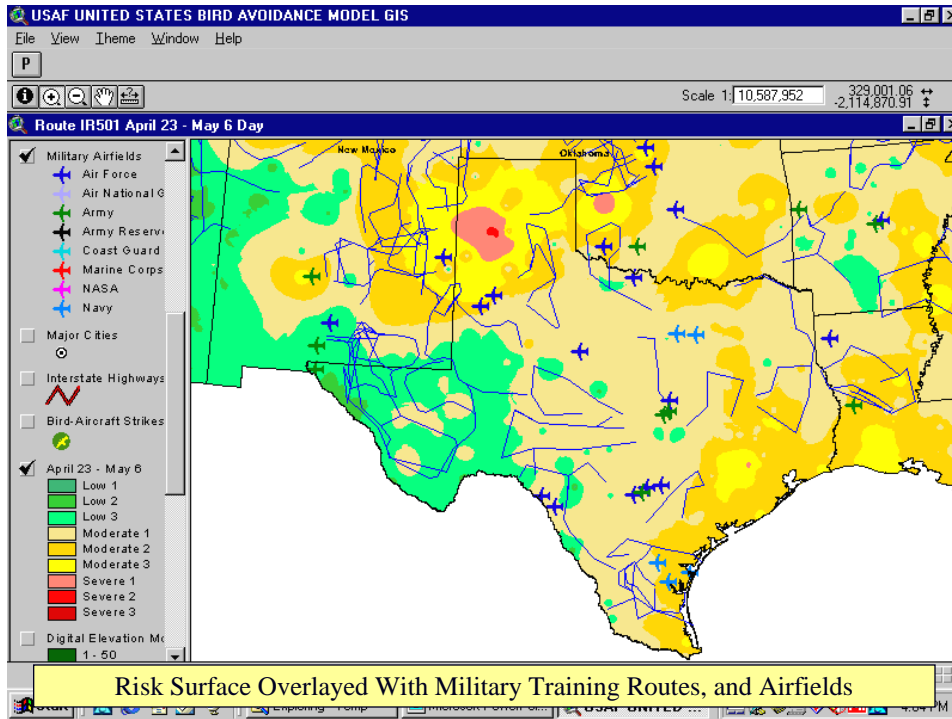 USAF UNITED STATES BIRD AVOIDANCE MODEL GIS
File View Theme Window Help
P
Scale 1: 10,587,952 329,001.06
-2,114,870.91
Route IR501 April 23 - May 6 Day
Military Airfields
Air Force
Air National G
Army
Army Reserv
Coast Guard
Marine Corps
NASA
Navy
Major Cities
Interstate Highways
Bird-Aircraft Strikes
April 23 - May 6
Low 1
Low 2
Low 3
Moderate 1
Moderate 2
Moderate 3
Severe 1
Severe 2
Severe 3
Digital Elevation Mo
1 - 50
New Mexico
Oklahoma
Risk Surface Overlayed With Military Training Routes, and Airfields